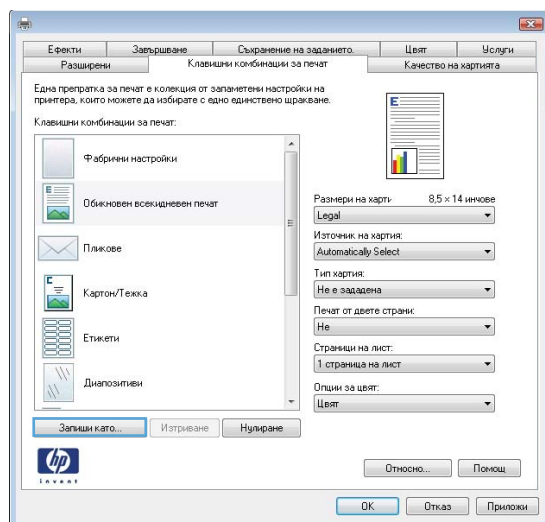 Ефекти
Завършване
Съхранение на заданието.
Цвят
Услуги
Разширени
Клавишни комбинации за печат
Качество на хартията
Една препратка за печат е колекция от запаметени настройки на
принтера, които можете да избирате с едно единствено щракване.
Клавишни комбинации за печат:
Фабрични настройки
Обикновен всекидневен печат
Пликове
Картон/Тежка
Етикети
Диапозитиви
Запиши като...
Изтриване
Нулиране
Размери на харти
8,5 × 14 инчове
Legal
Източник на хартия:
Automatically Select
Тип хартия:
Не е зададена
Печат от двете страни:
Не
Страници на лист:
1 страница на лист
Опции за цвят:
Цвят
hp
invent
Относно...
Помощ
OK
Отказ
Приложи